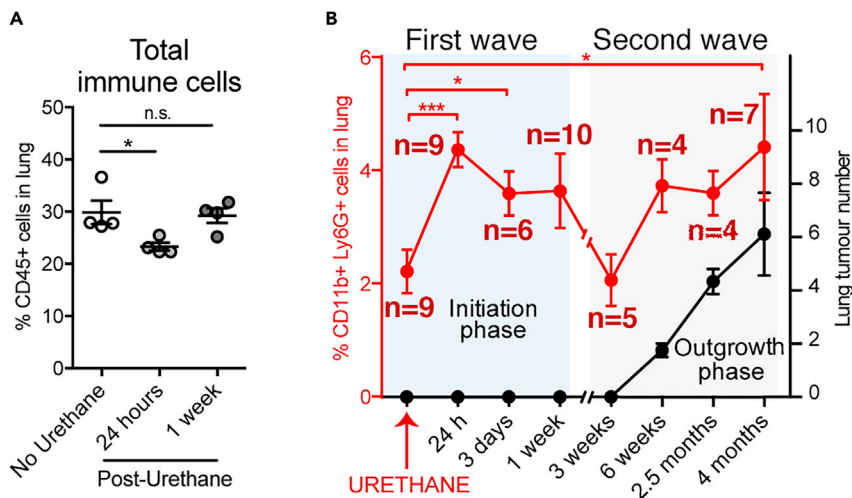 A
Total
immune cells
n.s.
*
50
40
30
20
10
0
% CD45+ cells in lung
No Urethane
24 hours
1 week
Post-Urethane
B
First wave
Second wave
*
*
***
6
4
2
0
% CD11b+ Ly6G+ cells in lung
n=9
n=9
n=6
n=10
n=5
n=4
n=4
n=7
Initiation
phase
Outgrowth
phase
10
8
6
4
2
0
Lung tumour number
24 h
3 days
1 week
3 weeks
6 weeks
2.5 months
4 months
URETHANE